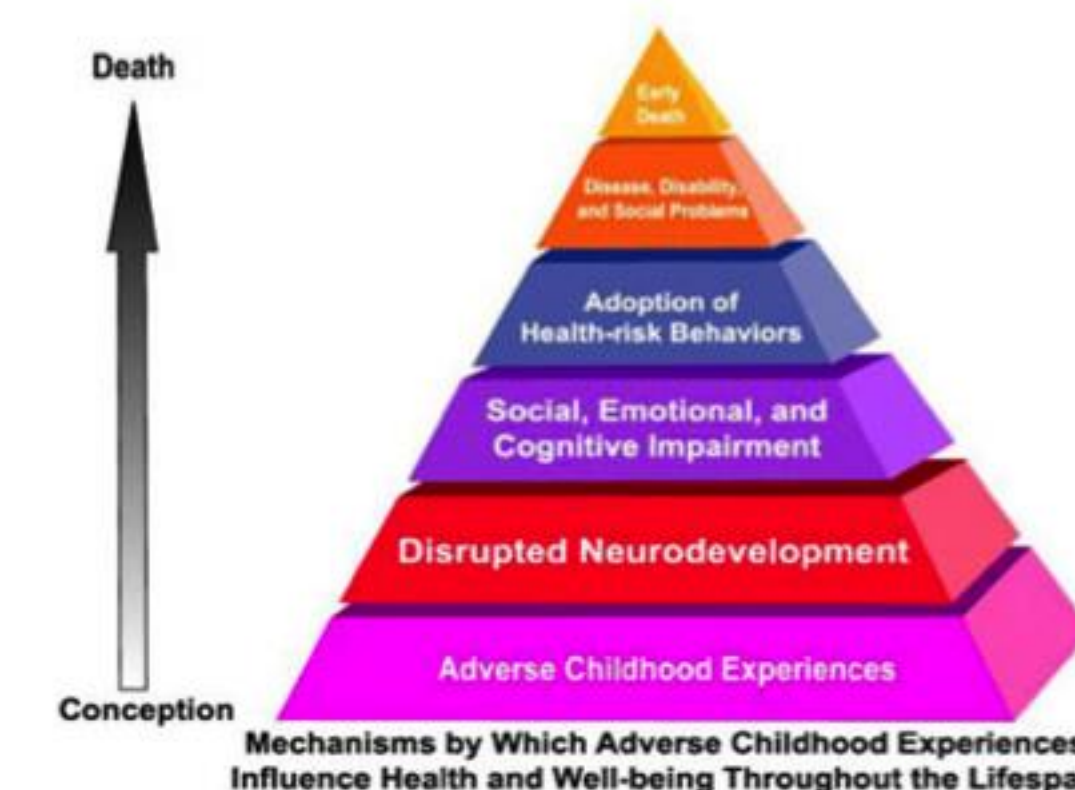 Death
Early
Death
Disease, Disability,
and Social Problems
Adoption of
Health-risk Behaviors
Social, Emotional, and
Cognitive Impairment
Disrupted Neurodevelopment
Adverse Childhood Experiences
Conception
Mechanisms by Which Adverse Childhood Experiences
Influence Health and Well-being Throughout the Lifespa